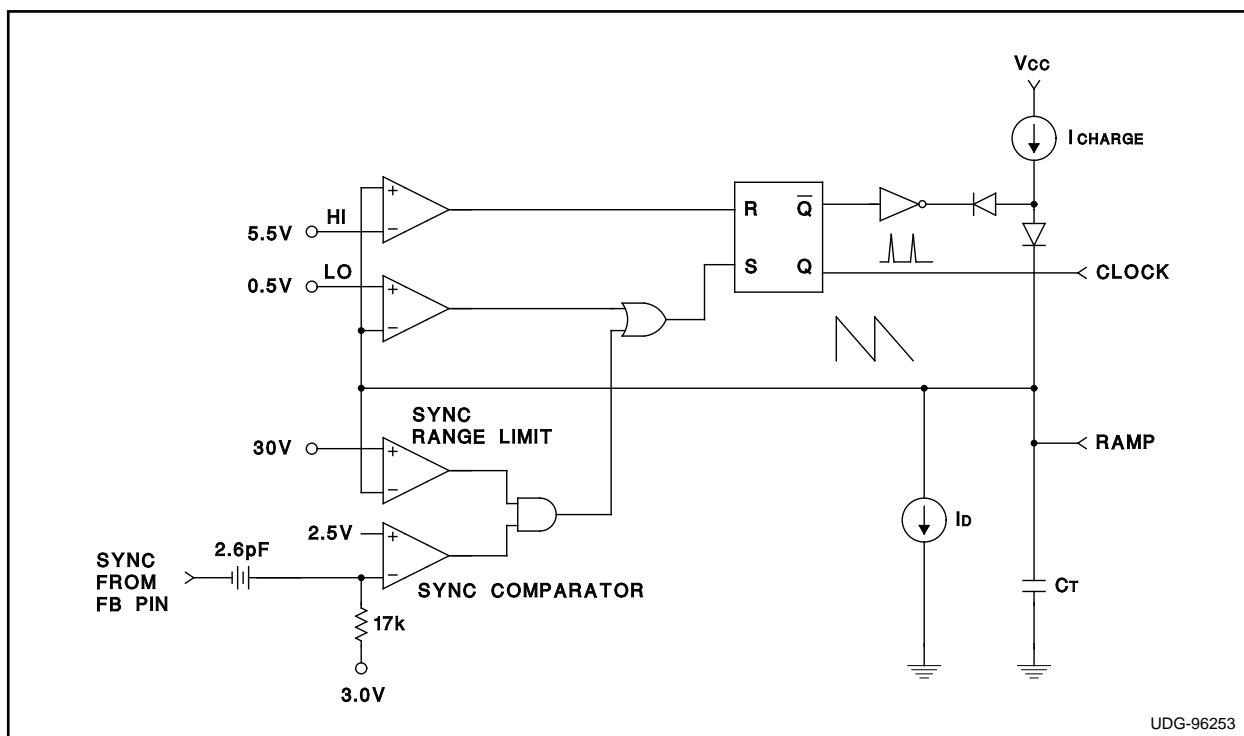 Vcc
I CHARGE
HI
5.5V
+
−
R
Q
LO
0.5V
+
−
S
Q
CLOCK
SYNC
RANGE LIMIT
30V
+
−
RAMP
2.5V
+
−
ID
2.6pF
SYNC
FROM
FB PIN
SYNC COMPARATOR
CT
17k
3.0V
UDG-96253